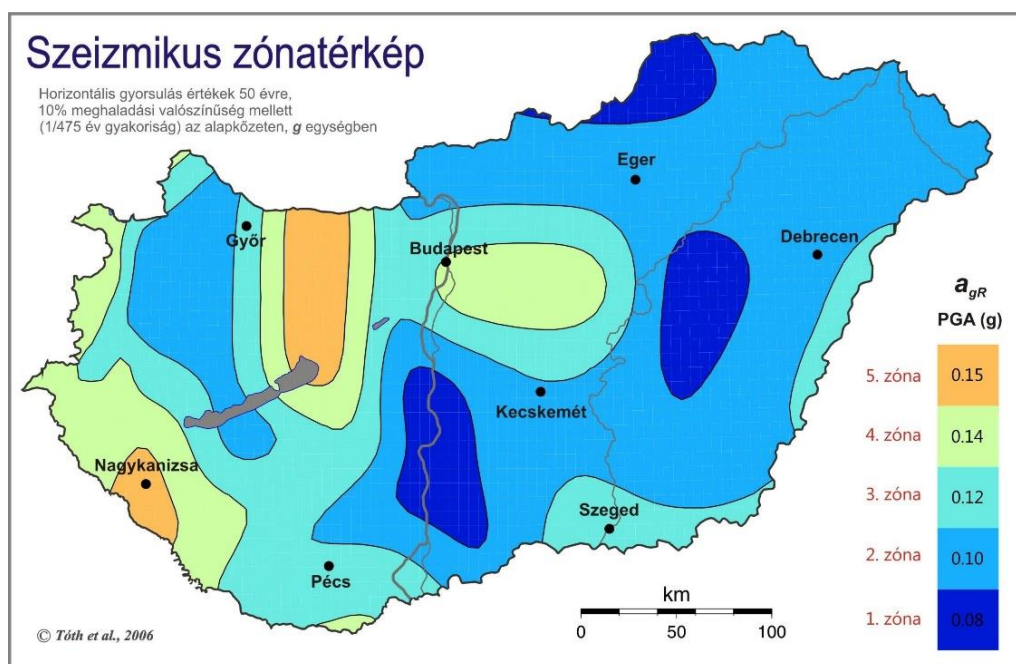 Szeizmikus zónatérkép
Horizontális gyorsulás értékek 50 évre,
10% meghaladási valószínűség mellett
(1/475 év gyakoriság) az alapkőzeten, g egységben
Eger
Győr
Budapest
Debrecen
Kecskemét
Nagykanizsa
Szeged
Pécs
a gR
PGA (g)
5. zóna 0.15
4. zóna 0.14
3. zóna 0.12
2. zóna 0.10
1. zóna 0.08
km
0 50 100
© Tóth et al., 2006